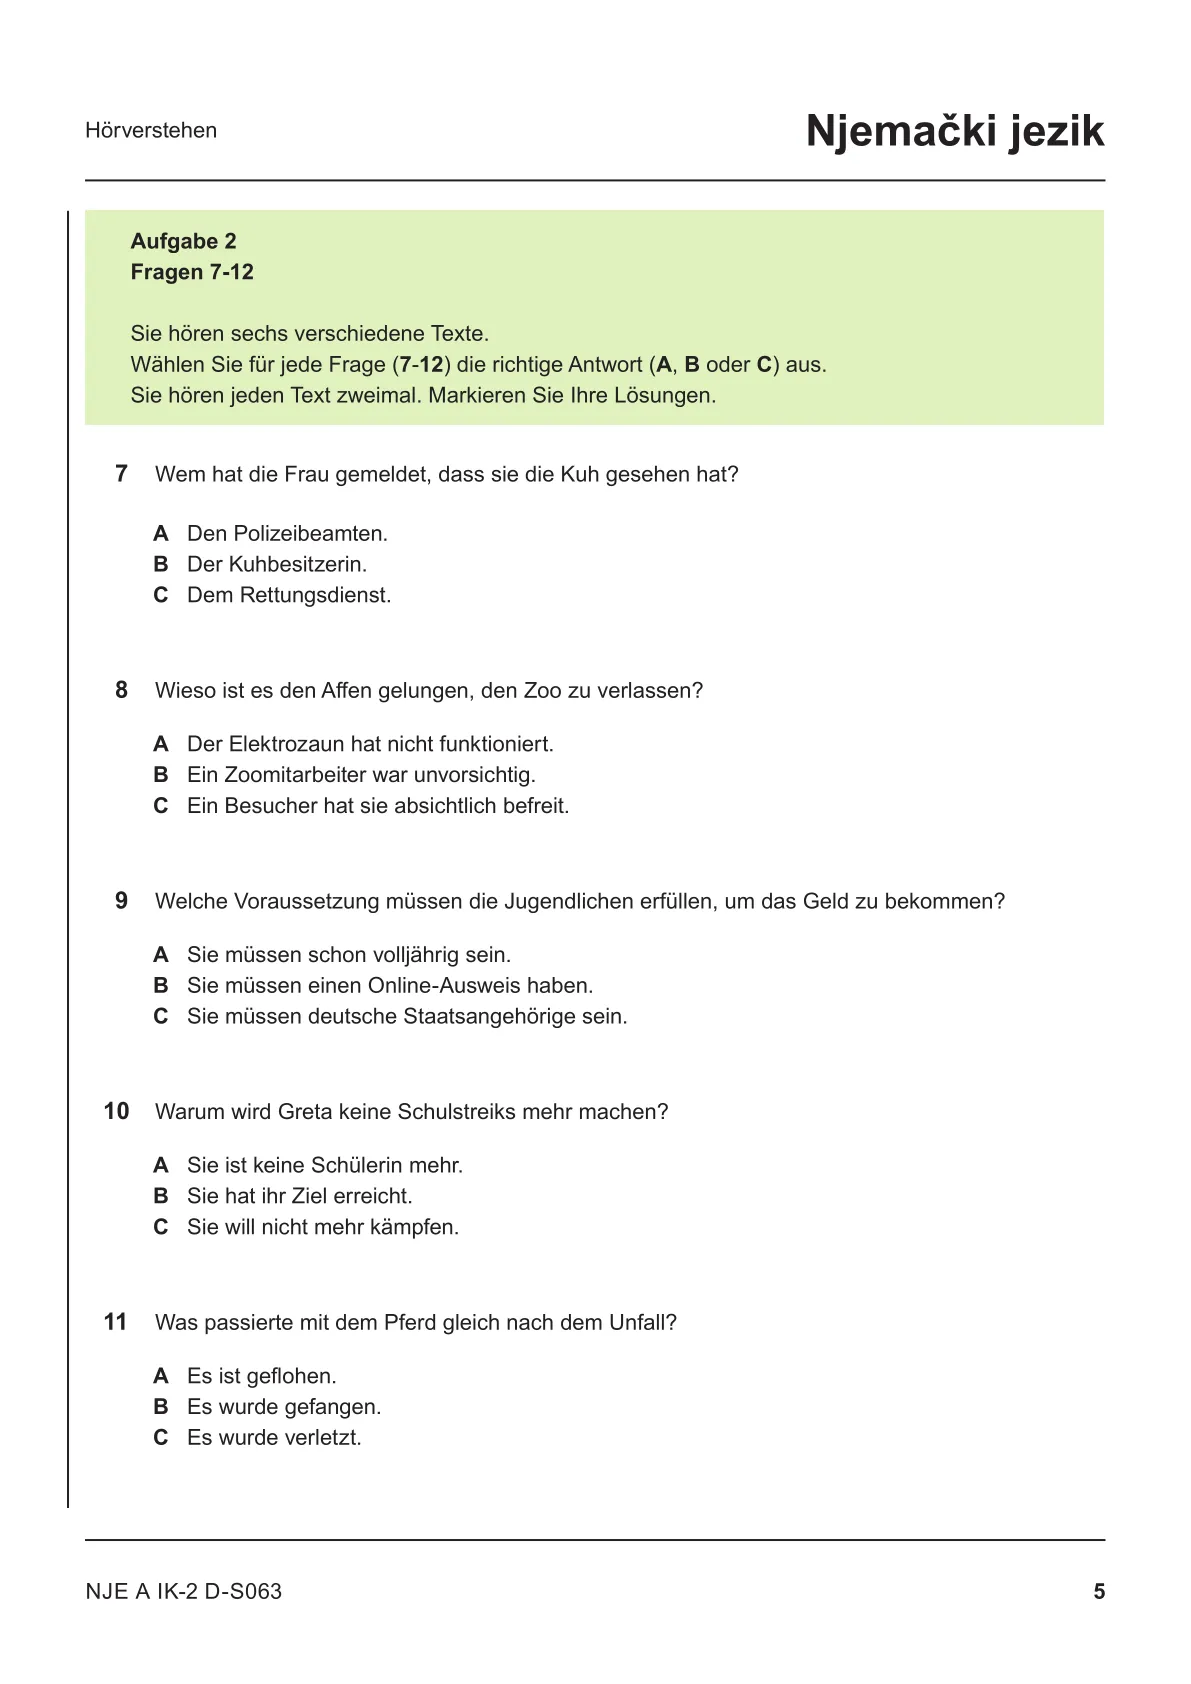 Hörverstehen
Njemački jezik
Aufgabe 2
Fragen 7-12
Sie hören sechs verschiedene Texte.
Wählen Sie für jede Frage (7-12) die richtige Antwort (A, B oder C) aus.
Sie hören jeden Text zweimal. Markieren Sie Ihre Lösungen.
7 Wem hat die Frau gemeldet, dass sie die Kuh gesehen hat?
A Den Polizeibeamten.
B Der Kuhbesitzerin.
C Dem Rettungsdienst.
8 Wieso ist es den Affen gelungen, den Zoo zu verlassen?
A Der Elektrozaun hat nicht funktioniert.
B Ein Zoomitarbeiter war unvorsichtig.
C Ein Besucher hat sie absichtlich befreit.
9 Welche Voraussetzung müssen die Jugendlichen erfüllen, um das Geld zu bekommen?
A Sie müssen schon volljährig sein.
B Sie müssen einen Online-Ausweis haben.
C Sie müssen deutsche Staatsangehörige sein.
10 Warum wird Greta keine Schulstreiks mehr machen?
A Sie ist keine Schülerin mehr.
B Sie hat ihr Ziel erreicht.
C Sie will nicht mehr kämpfen.
11 Was passierte mit dem Pferd gleich nach dem Unfall?
A Es ist geflohen.
B Es wurde gefangen.
C Es wurde verletzt.
NJE A IK-2 D-S063
5